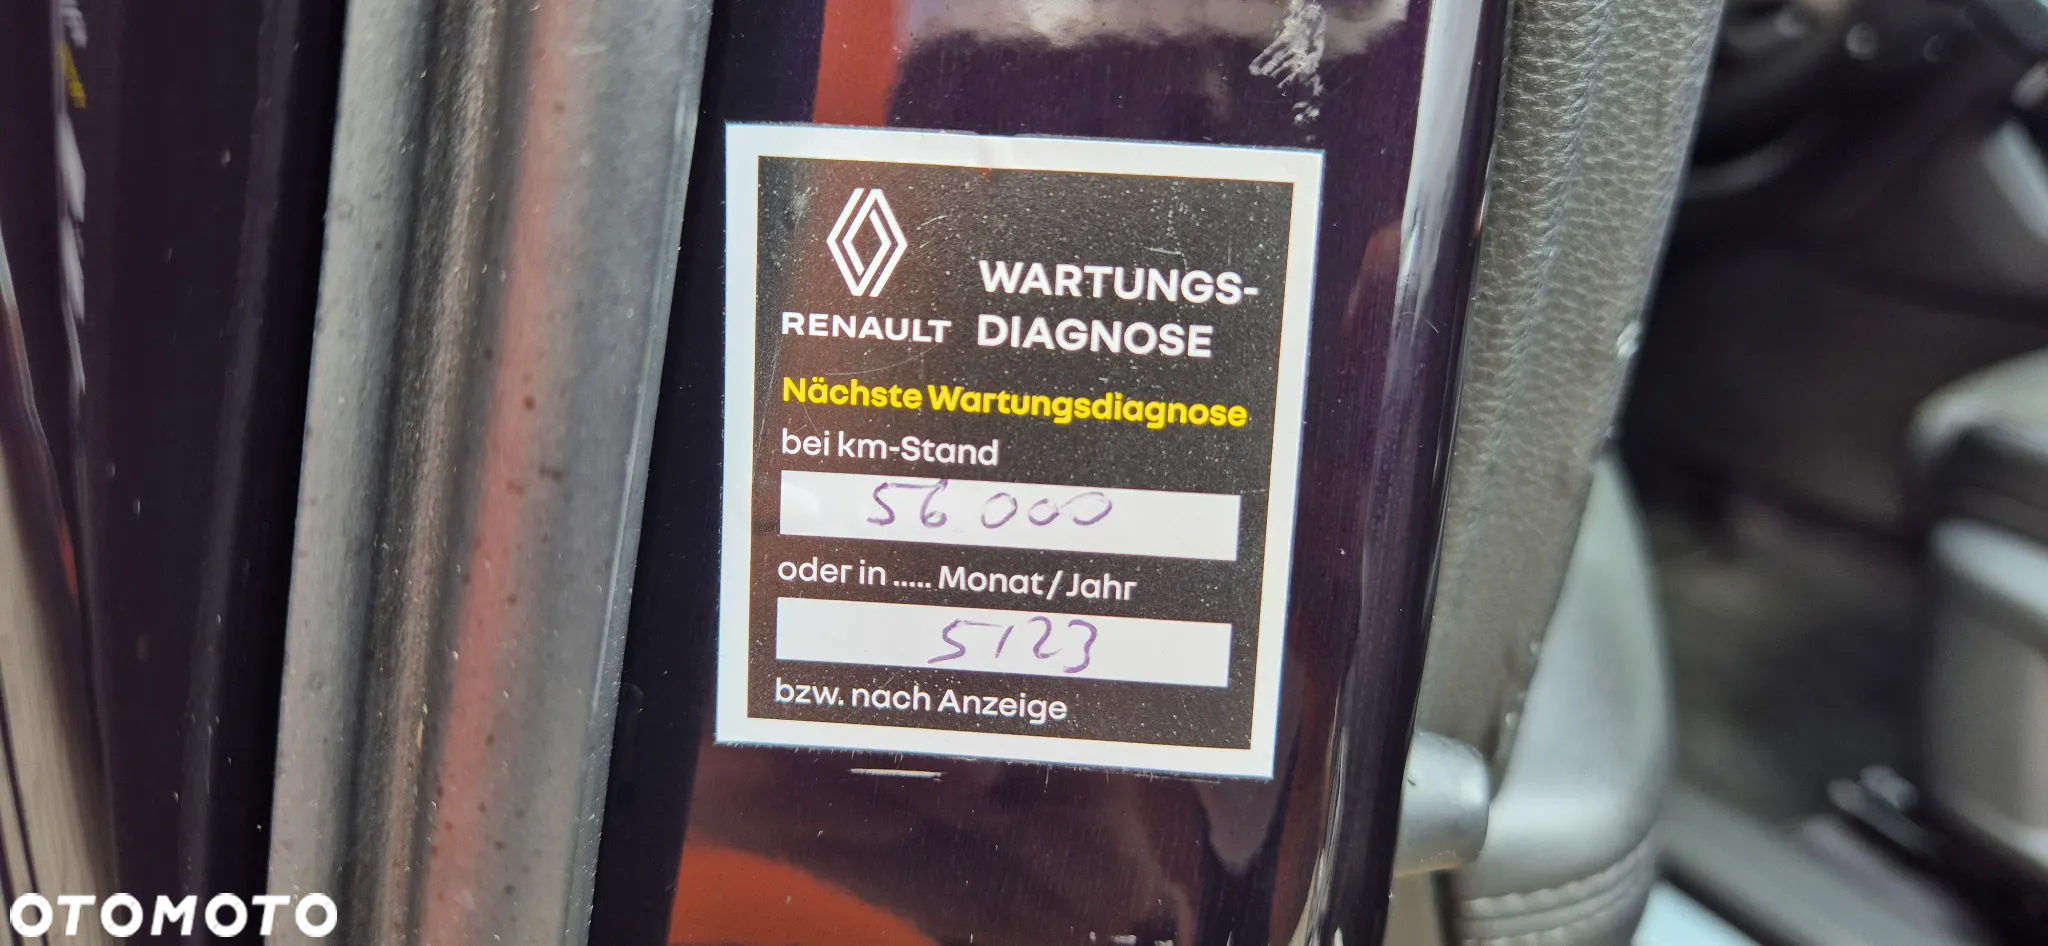 WARTUNGS-
RENAULT DIAGNOSE
Nächste Wartungsdiagnose
bei km-Stand
56 000
oder in ..... Monat/Jahr
5/23
bzw. nach Anzeige
OTOMOTO